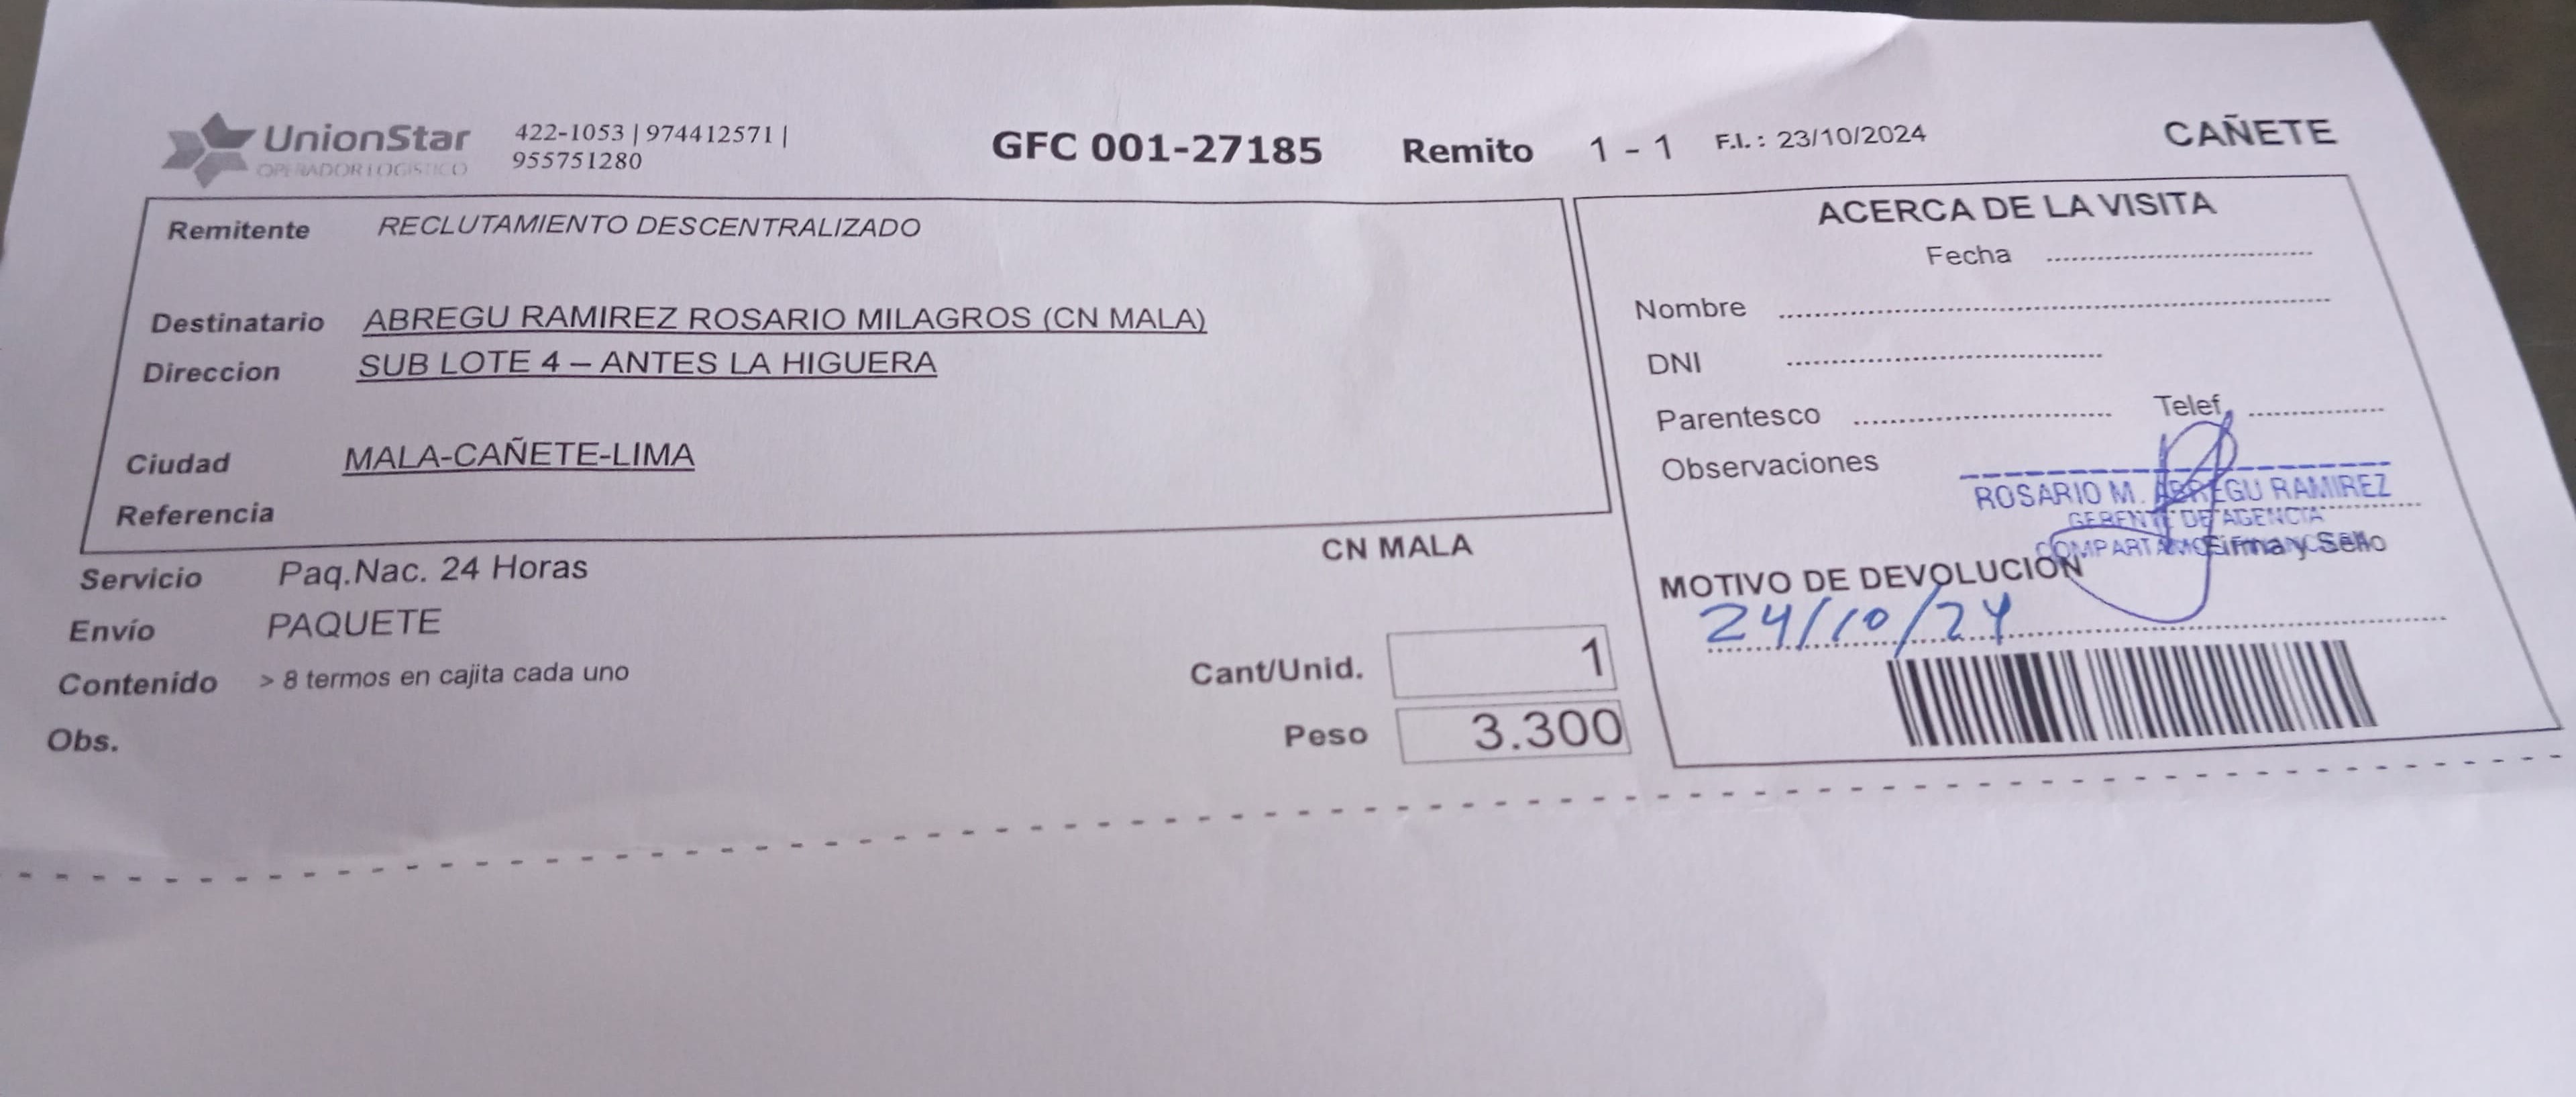 UnionStar
OPERADOR LOGISTICO
422-1053 | 974412571 |
955751280
GFC 001-27185 Remito 1 - 1 F.I. : 23/10/2024 CAÑETE
Remitente RECLUTAMIENTO DESCENTRALIZADO
Destinatario ABREGU RAMIREZ ROSARIO MILAGROS (CN MALA)
Direccion SUB LOTE 4 – ANTES LA HIGUERA
Ciudad MALA-CAÑETE-LIMA
Referencia
CN MALA
Servicio Paq.Nac. 24 Horas
Envío PAQUETE
Contenido > 8 termos en cajita cada uno
Obs.
Cant/Unid. 1
Peso 3.300
ACERCA DE LA VISITA
Fecha
Nombre
DNI
Parentesco Telef.
Observaciones
ROSARIO M. ABREGU RAMIREZ
GERENTE DE AGENCIA
Firma y Sello
MOTIVO DE DEVOLUCION
24/10/24